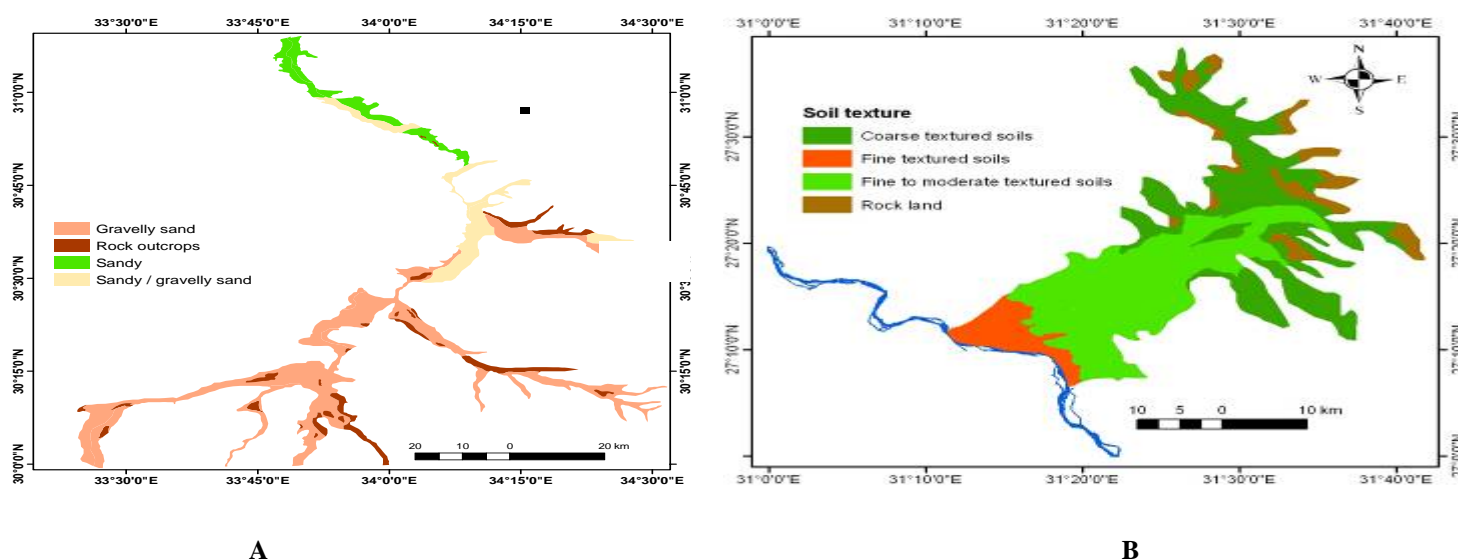 33°30'0"E 33°45'0"E 34°0'0"E 34°15'0"E 34°30'0"E
31°0'0"N
30°45'0"N
30°15'0"N
30°0'0"N
31°0'0"N
30°45'0"N
30°15'0"N
30°0'0"N
Gravelly sand
Rock outcrops
Sandy
Sandy / gravelly sand
20 10 0 20 km
33°30'0"E 33°45'0"E 34°0'0"E 34°15'0"E 34°30'0"E
A
31°0'0"E 31°10'0"E 31°20'0"E 31°30'0"E 31°40'0"E
27°30'0"N
27°20'0"N
27°10'0"N
N
W E
S
Soil texture
Coarse textured soils
Fine textured soils
Fine to moderate textured soils
Rock land
10 5 0 10 km
31°0'0"E 31°10'0"E 31°20'0"E 31°30'0"E 31°40'0"E
B